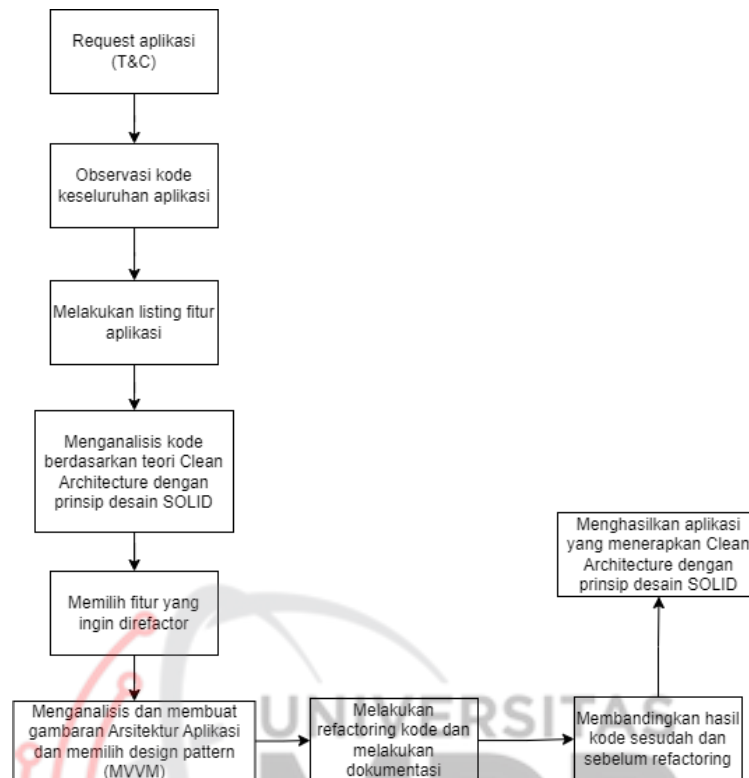 Request aplikasi
(T&C)
Observasi kode
keseluruhan aplikasi
Melakukan listing fitur
aplikasi
Menganalisis kode
berdasarkan teori Clean
Architecture dengan
prinsip desain SOLID
Memilih fitur yang
ingin direfactor
Menganalisis dan membuat
gambaran Arsitektur Aplikasi
dan memilih design pattern
(MVVM)
Melakukan
refactoring kode dan
melakukan
dokumentasi
Membandingkan hasil
kode sesudah dan
sebelum refactoring
Menghasilkan aplikasi
yang menerapkan Clean
Architecture dengan
prinsip desain SOLID
UNIVERSITAS